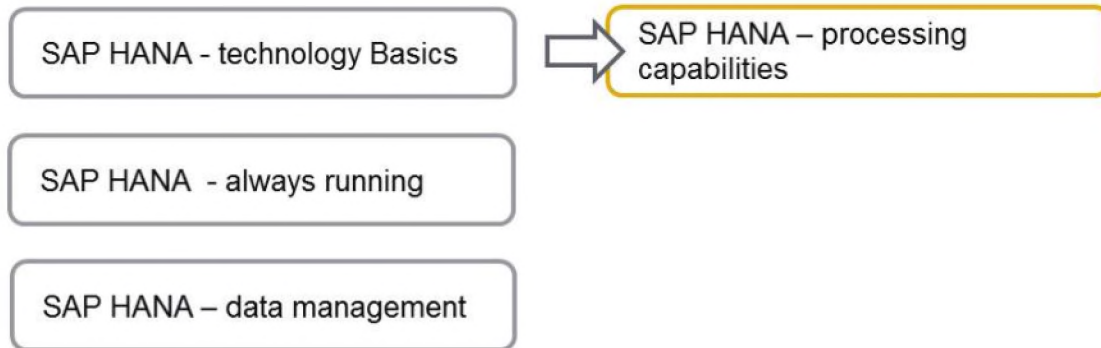 SAP HANA - technology Basics
SAP HANA – processing
capabilities
SAP HANA - always running
SAP HANA – data management